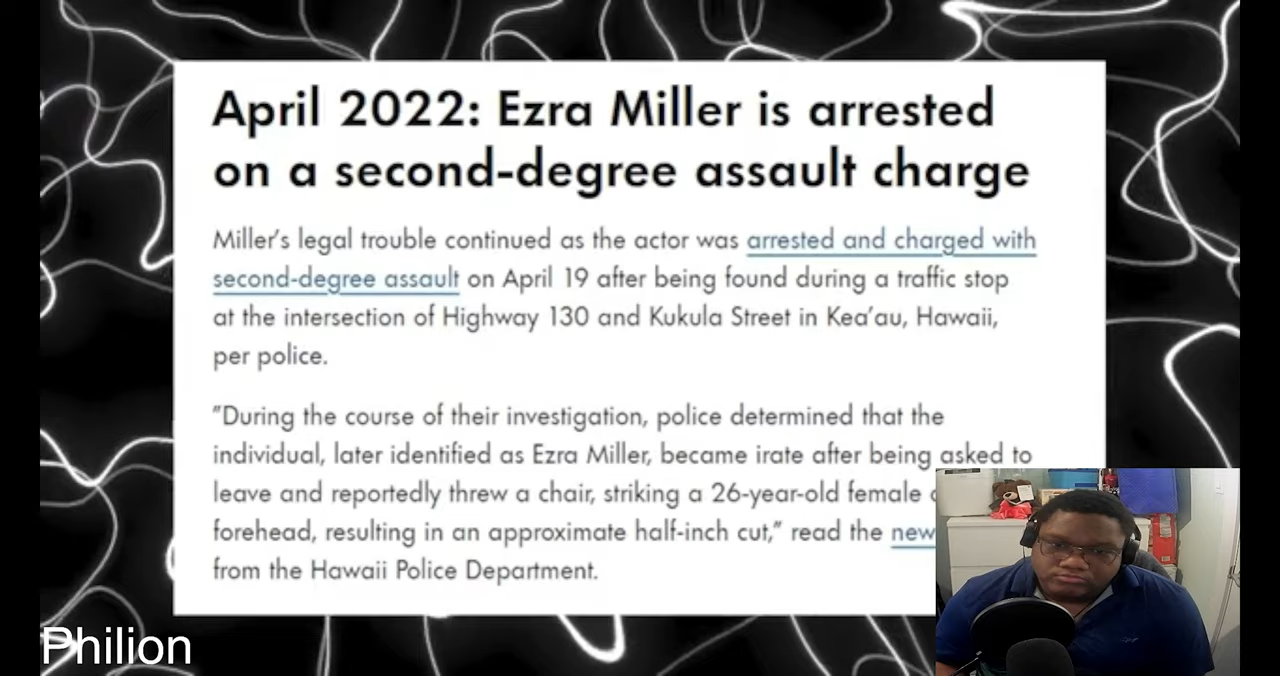 April 2022: Ezra Miller is arrested
on a second-degree assault charge
Miller's legal trouble continued as the actor was arrested and charged with
second-degree assault on April 19 after being found during a traffic stop
at the intersection of Highway 130 and Kukula Street in Kea'au, Hawaii,
per police.
"During the course of their investigation, police determined that the
individual, later identified as Ezra Miller, became irate after being asked to
leave and reportedly threw a chair, striking a 26-year-old female
forehead, resulting in an approximate half-inch cut," read the
from the Hawaii Police Department.
Philion